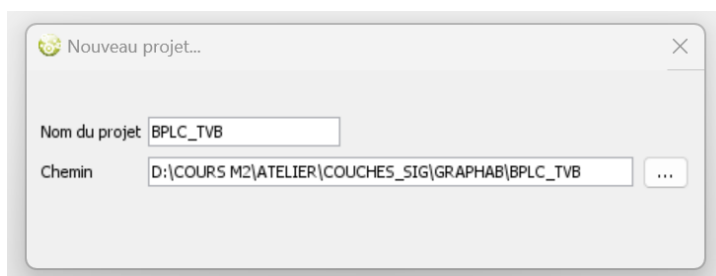 Nouveau projet...
Nom du projet BPLC_TVB
Chemin D:\COURS M2\ATELIER\COUCHES_SIG\GRAPHAB\BPLC_TVB ...